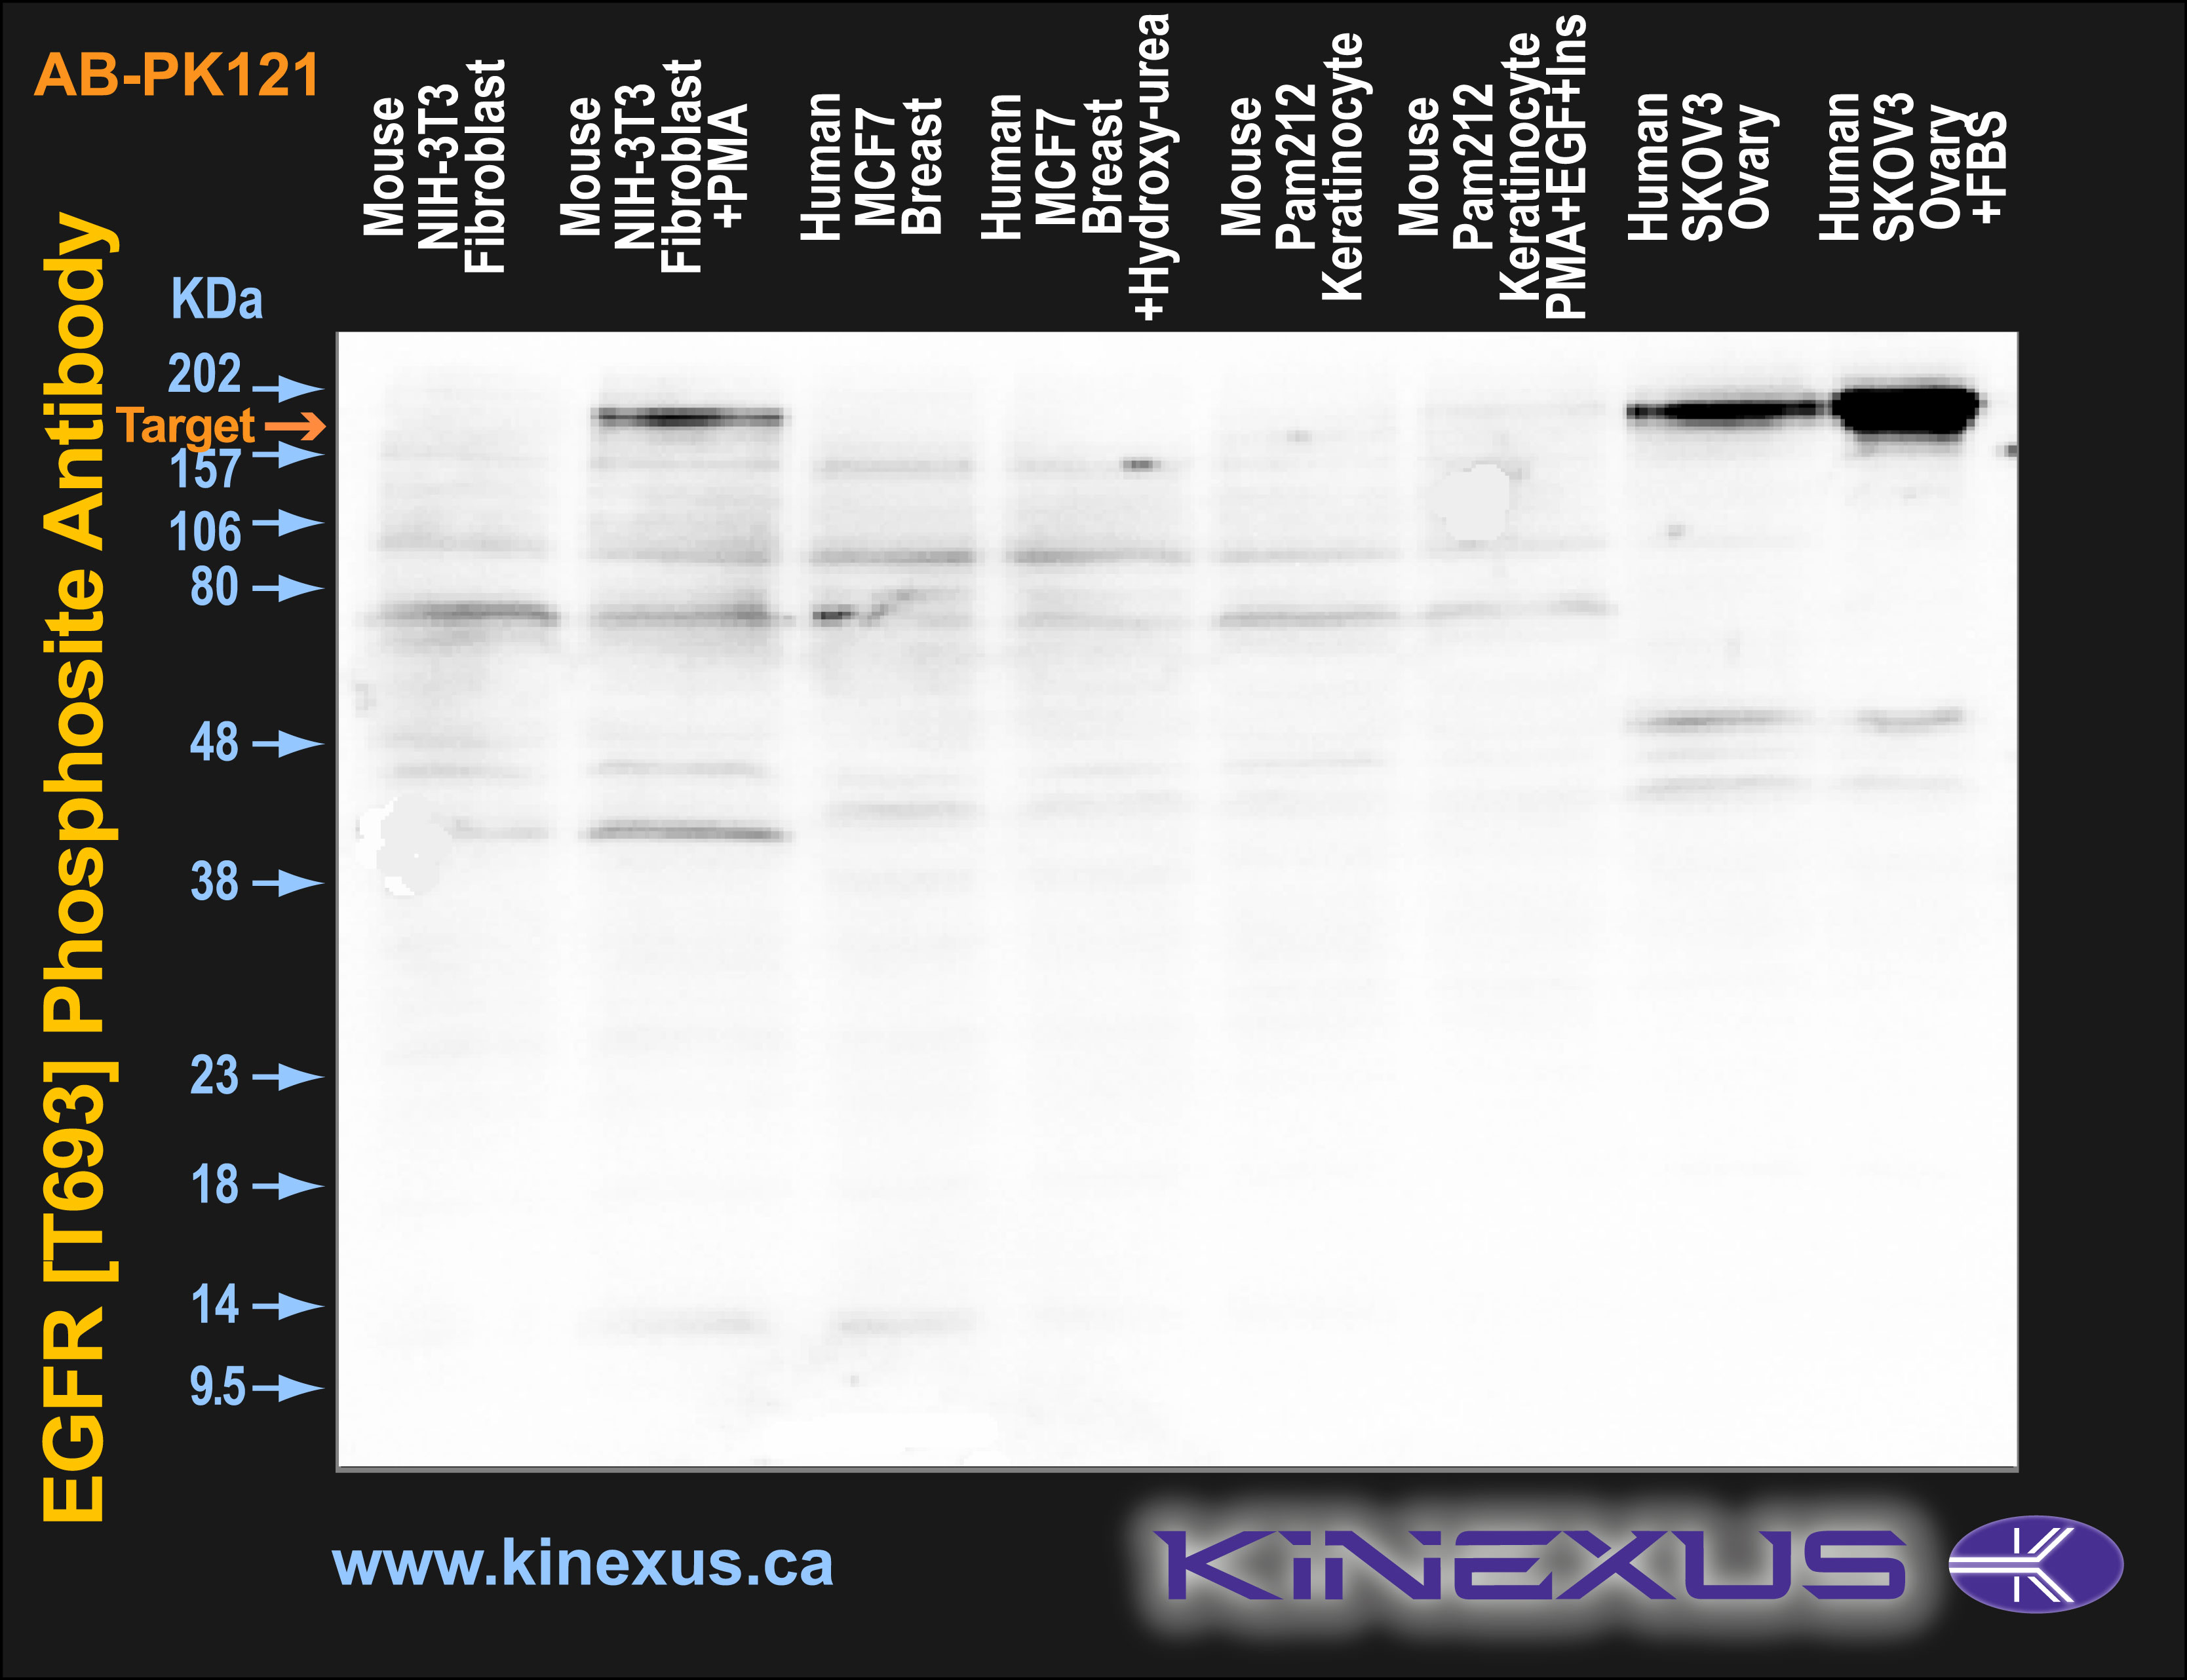 AB-PK121
EGFR [T693] Phosphosite Antibody
Mouse
NIH-3T3
Fibroblast
Mouse
NIH-3T3
Fibroblast
+PMA
Human
MCF7
Breast
Human
MCF7
Breast
+Hydroxy-urea
Mouse
Pam212
Keratinocyte
Mouse
Pam212
Keratinocyte
PMA+EGF+Ins
Human
SKOV3
Ovary
Human
SKOV3
Ovary
+FBS
KDa
202
Target
157
106
80
48
38
23
18
14
9.5
www.kinexus.ca
KiNEXUS
K